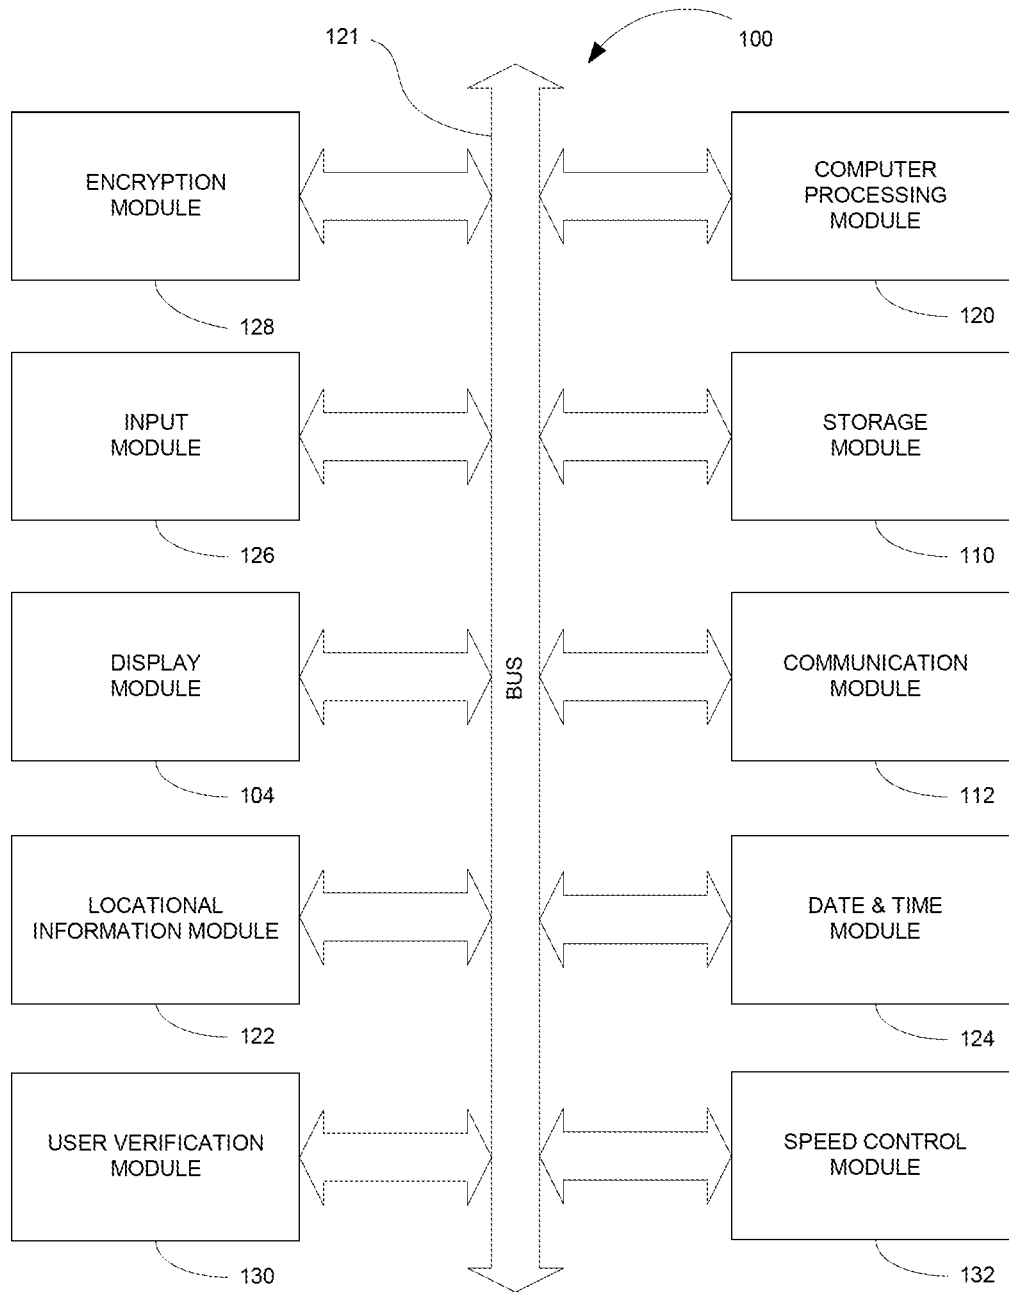 121
100
ENCRYPTION
MODULE
128
COMPUTER
PROCESSING
MODULE
120
INPUT
MODULE
126
STORAGE
MODULE
110
DISPLAY
MODULE
104
BUS
COMMUNICATION
MODULE
112
LOCATIONAL
INFORMATION MODULE
122
DATE & TIME
MODULE
124
USER VERIFICATION
MODULE
130
SPEED CONTROL
MODULE
132